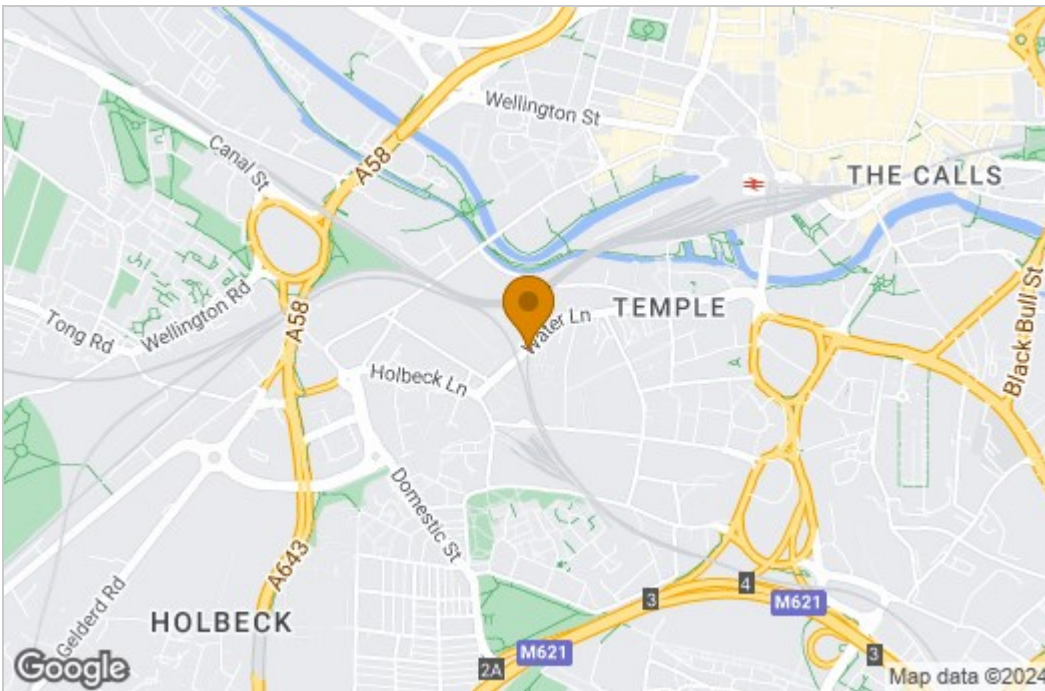 Wellington St
A58
Canal St
THE CALLS
Wellington Rd
A58
Tong Rd
Water Ln
TEMPLE
Holbeck Ln
Black Bull St
Domestic St
A643
Gelderd Rd
HOLBECK
3
4
M621
M621
3
2A
Google
Map data ©2024